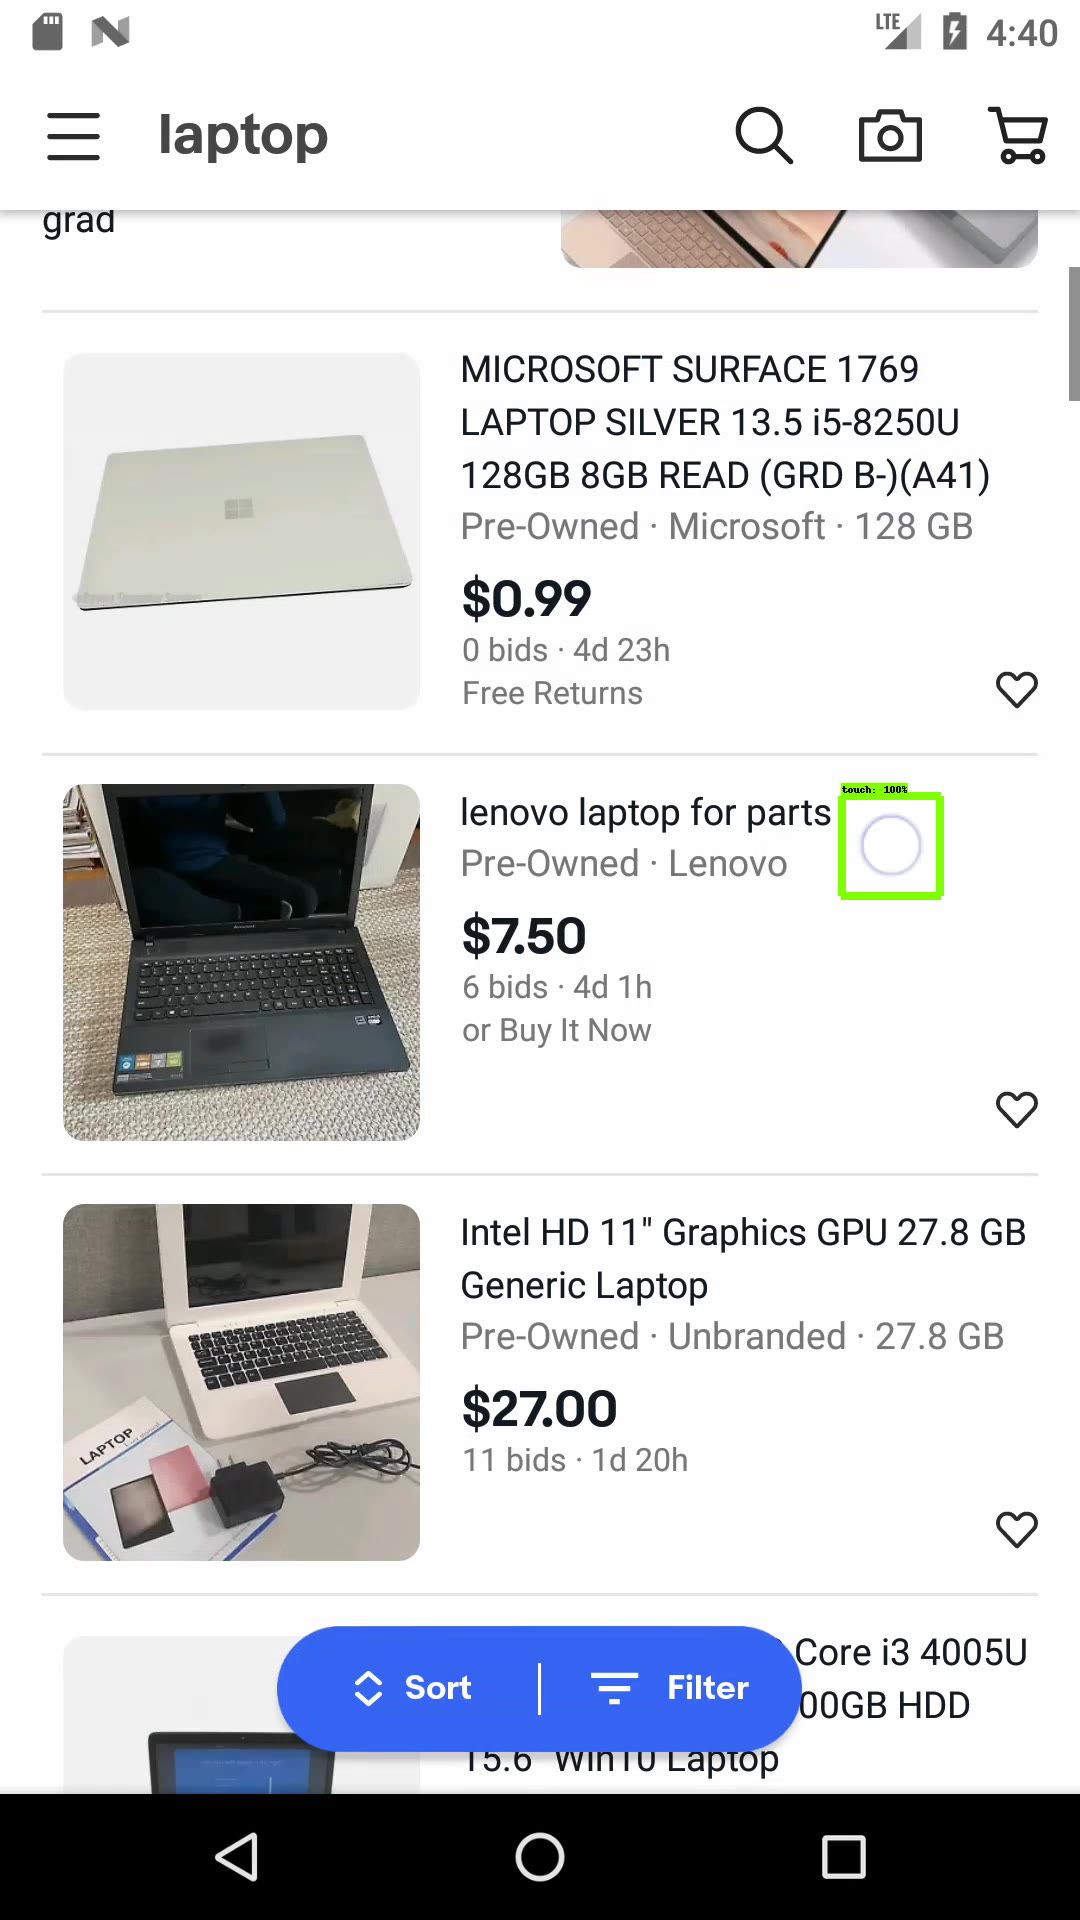 LTE 4:40
laptop
grad
MICROSOFT SURFACE 1769
LAPTOP SILVER 13.5 i5-8250U
128GB 8GB READ (GRD B-)(A41)
Pre-Owned · Microsoft · 128 GB
$0.99
0 bids · 4d 23h
Free Returns
touch: 100%
lenovo laptop for parts
Pre-Owned · Lenovo
$7.50
6 bids · 4d 1h
or Buy It Now
Intel HD 11" Graphics GPU 27.8 GB
Generic Laptop
Pre-Owned · Unbranded · 27.8 GB
$27.00
11 bids · 1d 20h
LAPTOP
Core i3 4005U
00GB HDD
15.6" Win10 Laptop
Sort
Filter